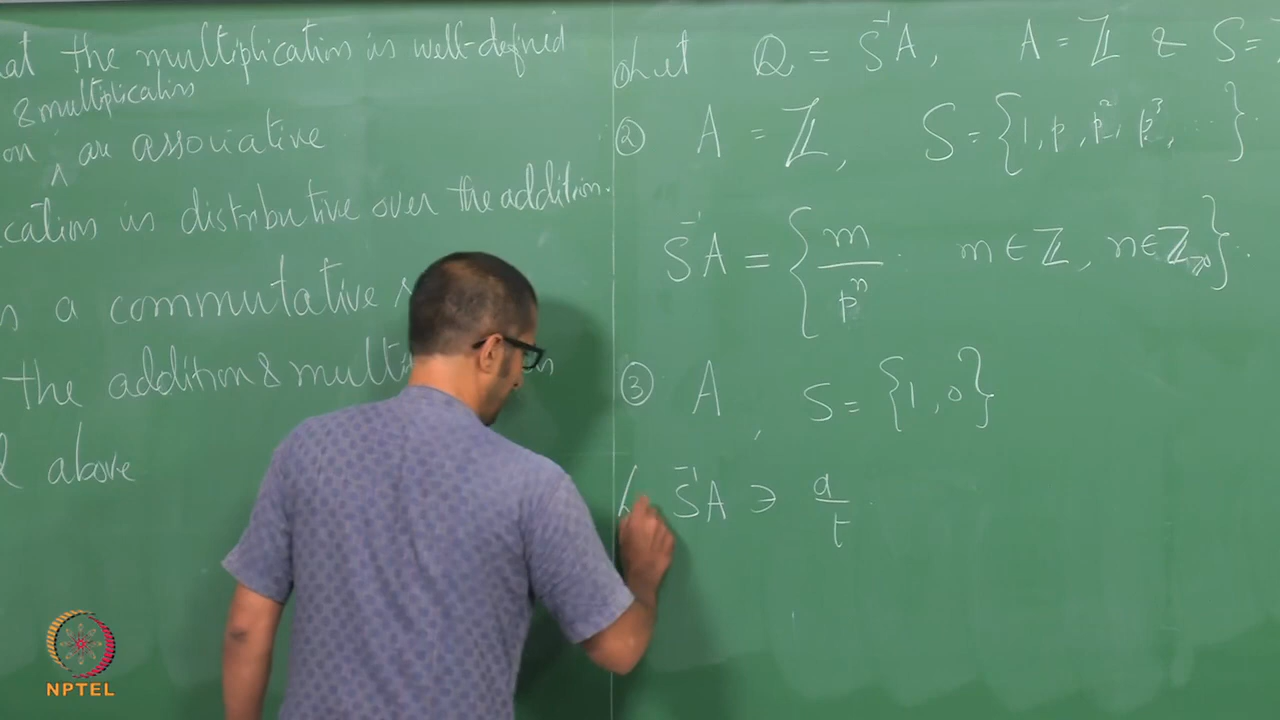 at the multiplication is well-defined
& multiplication
on ^ are associative
cation is distributive over the addition.
s a commutative
the addition & multi
above
① Let Q = S⁻¹A, A = ℤ & S =
② A = ℤ, S = {1, p, p², p³, ...}.
S⁻¹A = { m/pⁿ m ∈ ℤ, n ∈ ℤ≥0 }.
③ A, S = {1, 0}
S⁻¹A ∋ a/t
NPTEL